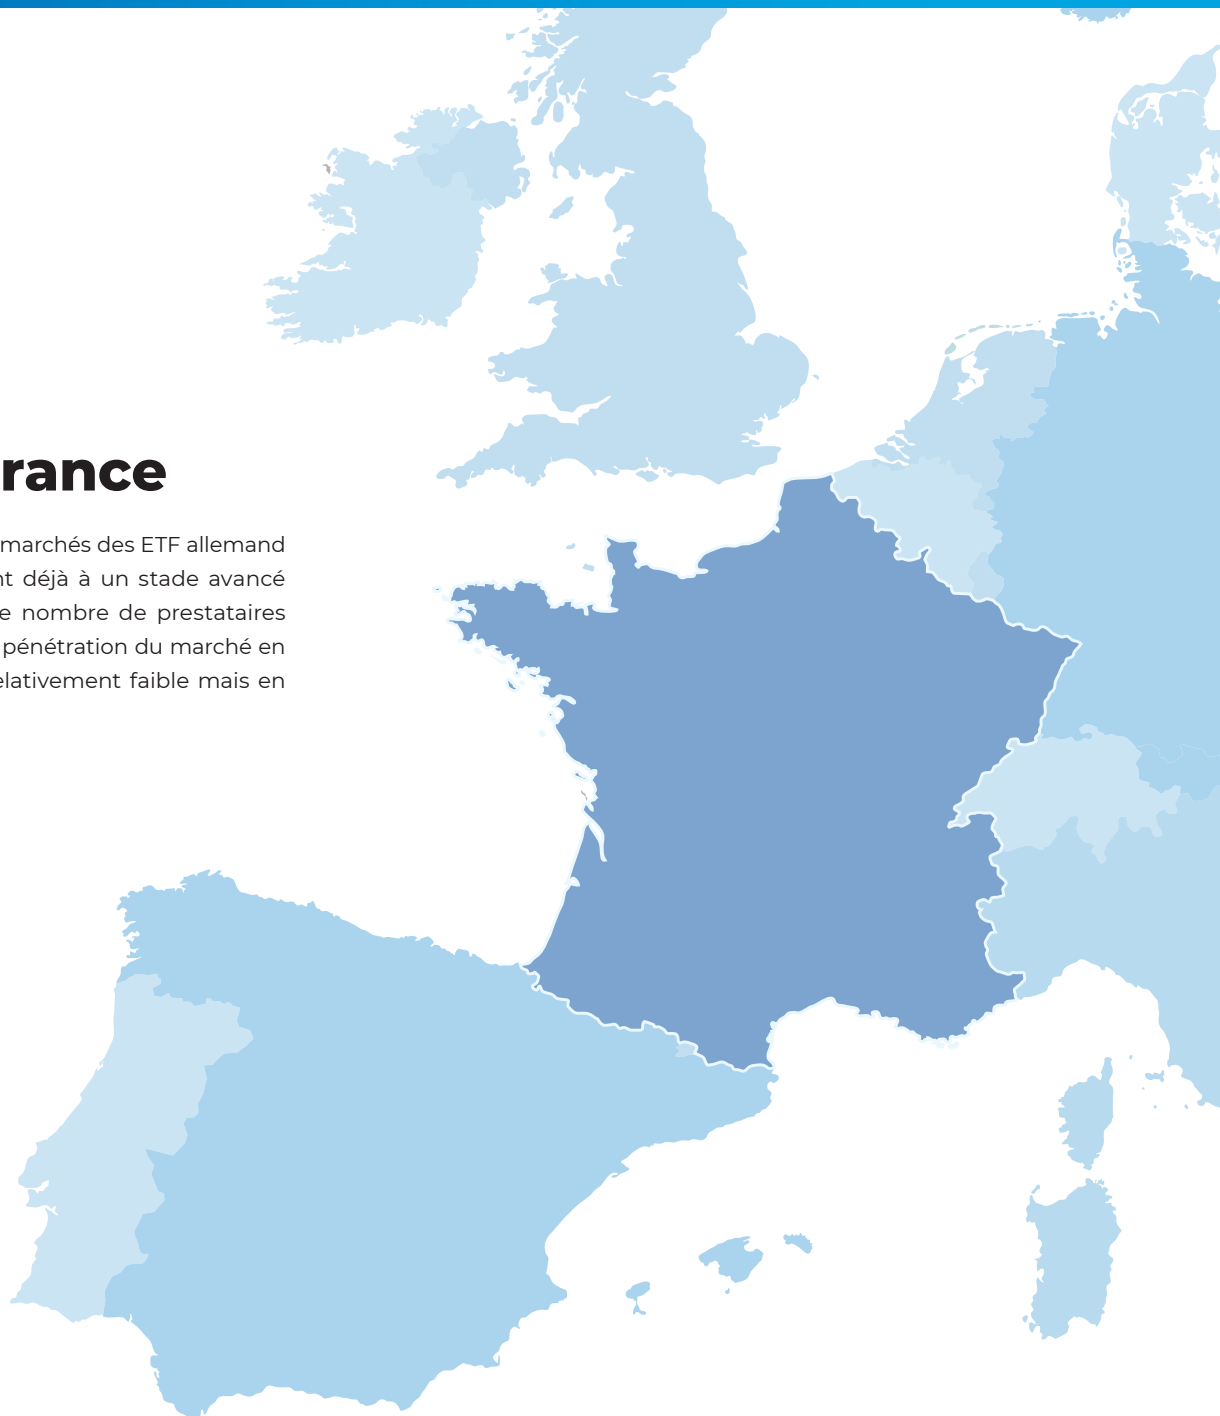 rance
marchés des ETF allemand
nt déjà à un stade avancé
e nombre de prestataires
pénétration du marché en
elativement faible mais en